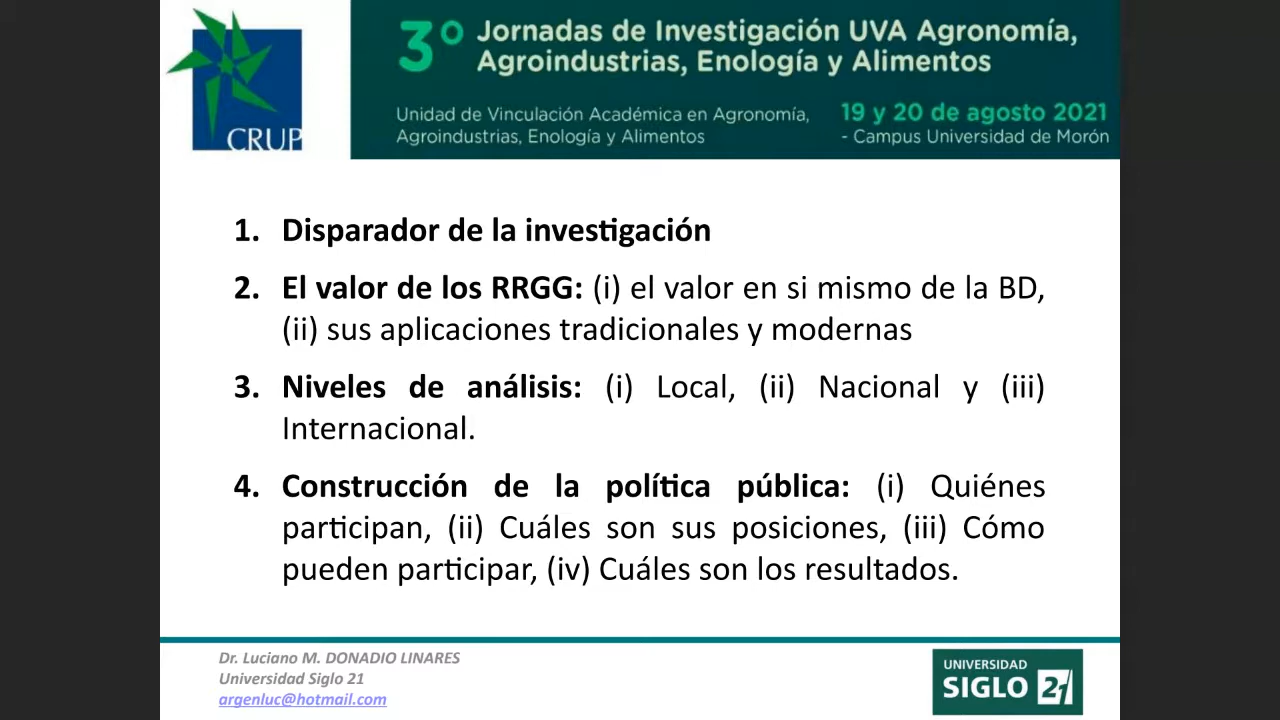 CRUP
3º Jornadas de Investigación UVA Agronomía,
Agroindustrias, Enología y Alimentos
Unidad de Vinculación Académica en Agronomía,
Agroindustrias, Enología y Alimentos
19 y 20 de agosto 2021
- Campus Universidad de Morón
1. Disparador de la investigación
2. El valor de los RRGG: (i) el valor en si mismo de la BD,
(ii) sus aplicaciones tradicionales y modernas
3. Niveles de análisis: (i) Local, (ii) Nacional y (iii)
Internacional.
4. Construcción de la política pública: (i) Quiénes
participan, (ii) Cuáles son sus posiciones, (iii) Cómo
pueden participar, (iv) Cuáles son los resultados.
Dr. Luciano M. DONADIO LINARES
Universidad Siglo 21
argenluc@hotmail.com
UNIVERSIDAD
SIGLO 21